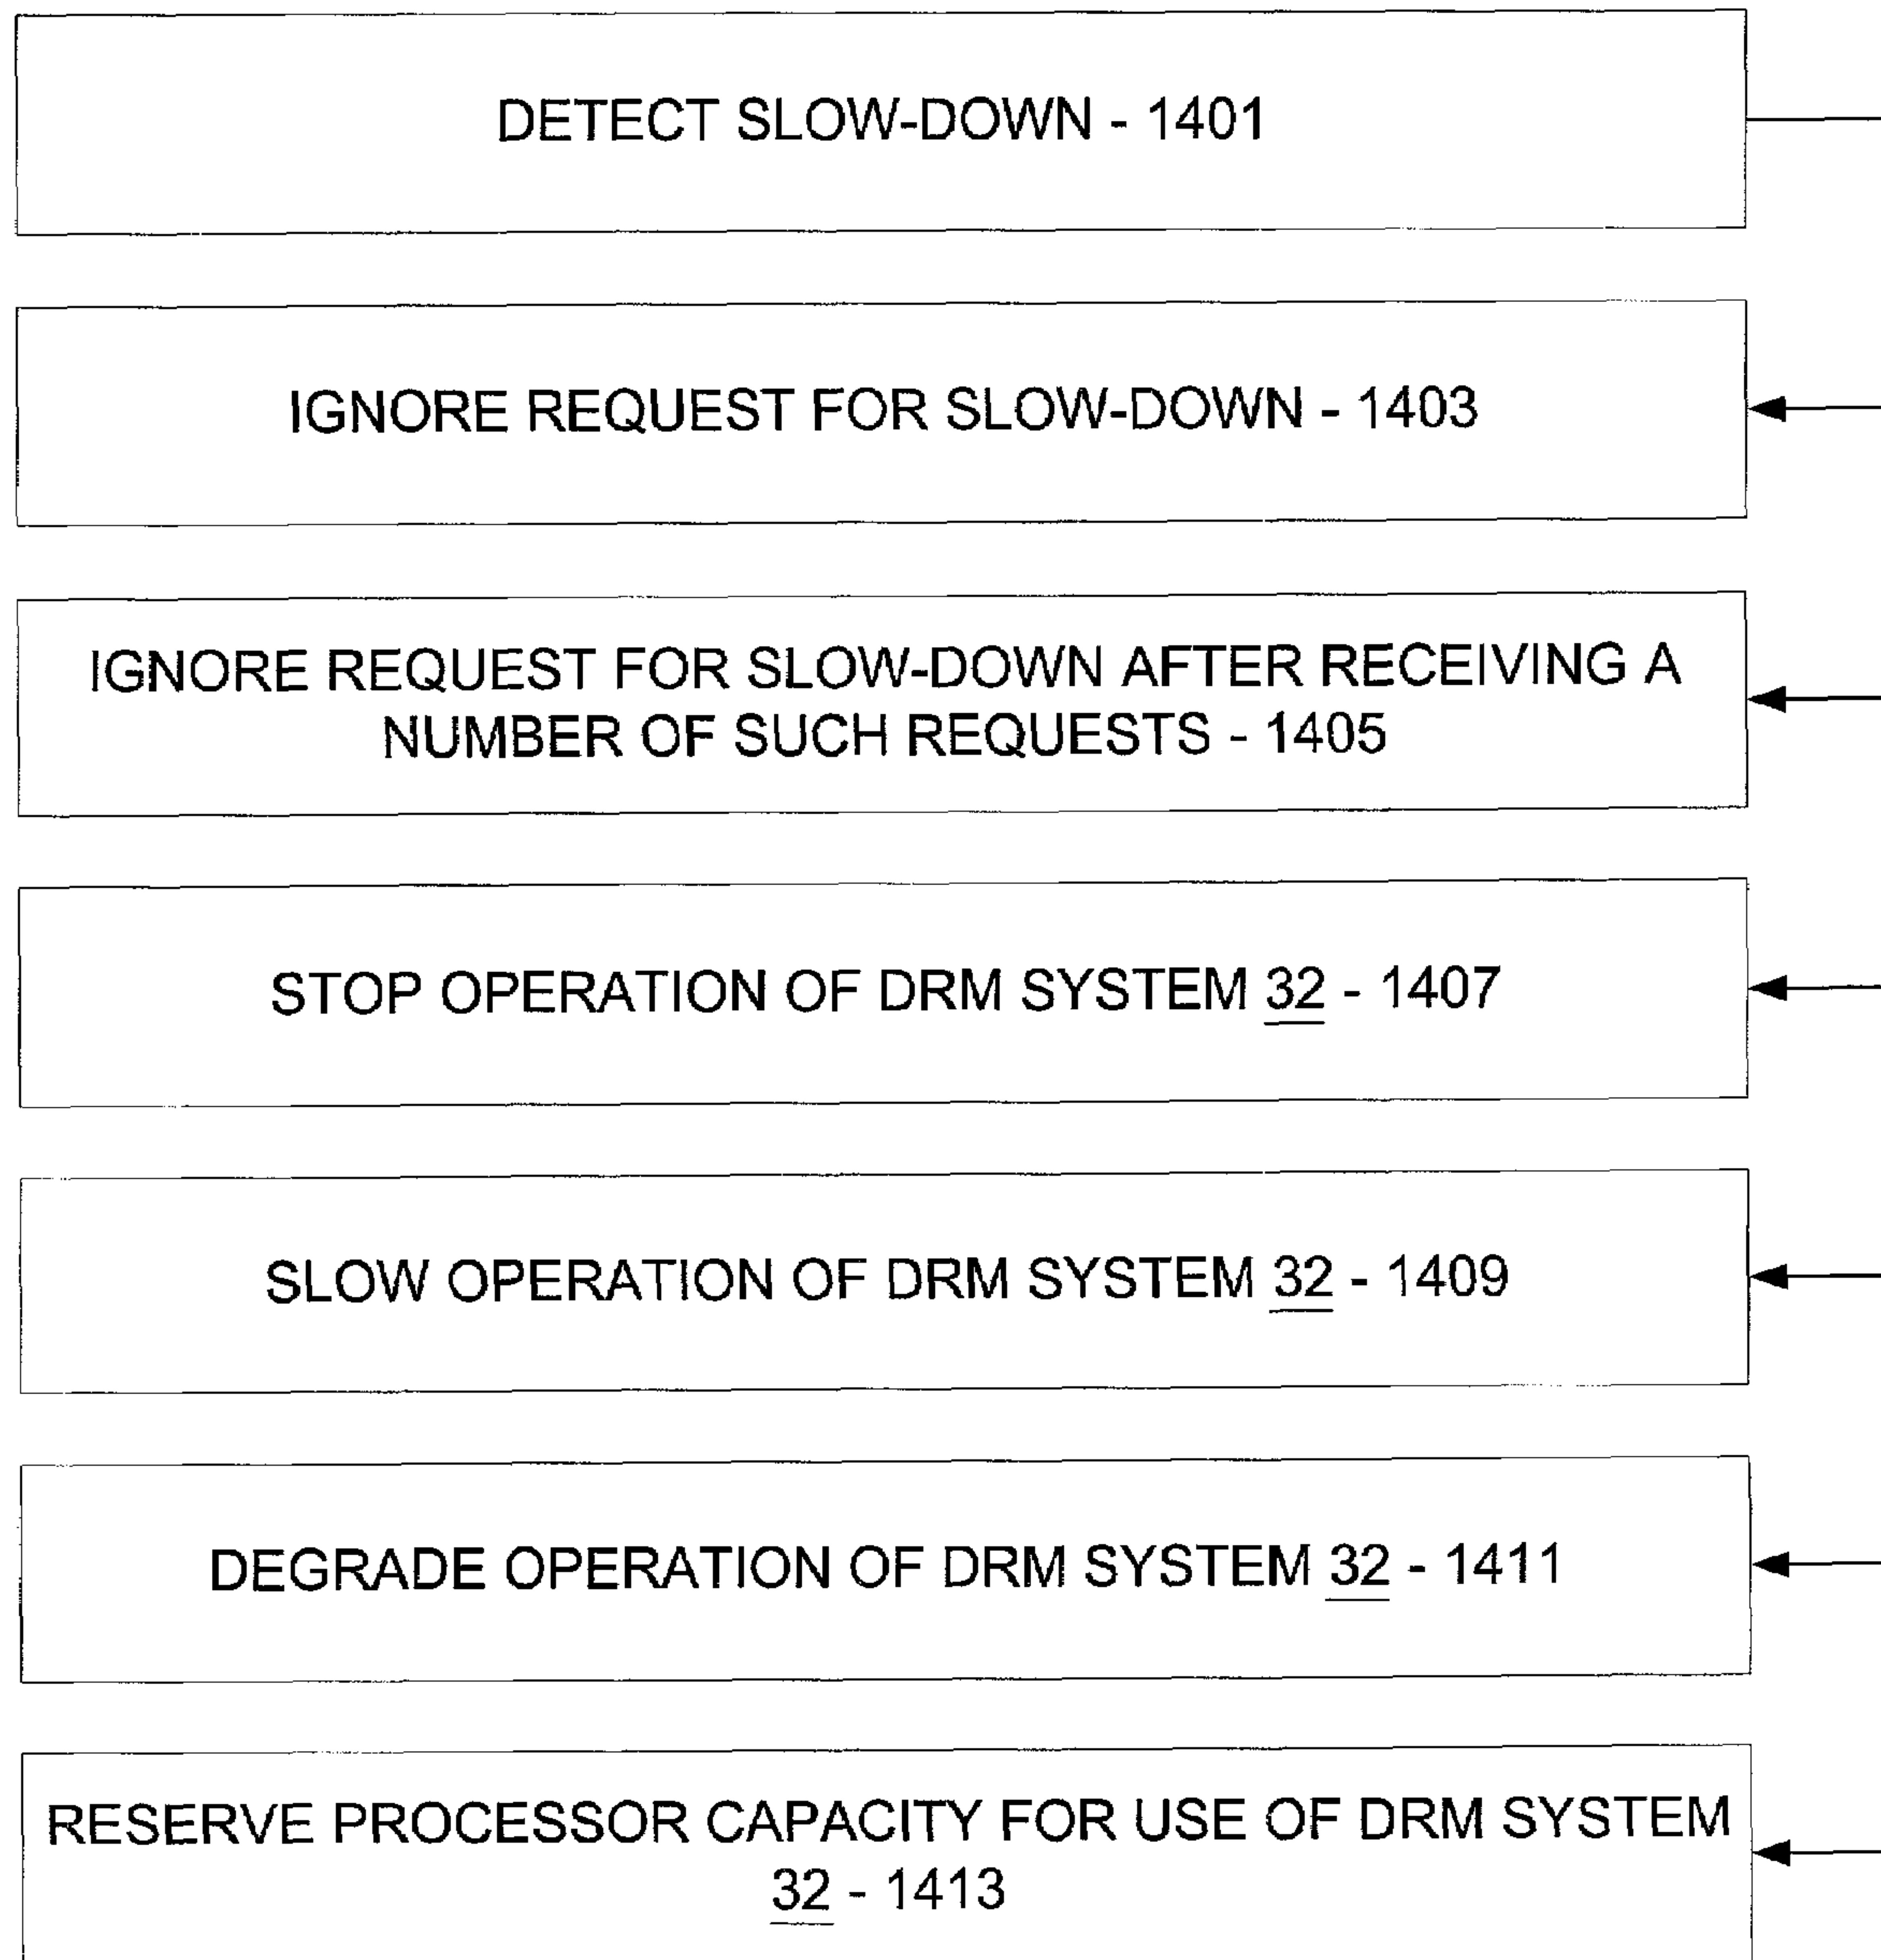 DETECT SLOW-DOWN - 1401
IGNORE REQUEST FOR SLOW-DOWN - 1403
IGNORE REQUEST FOR SLOW-DOWN AFTER RECEIVING A
NUMBER OF SUCH REQUESTS - 1405
STOP OPERATION OF DRM SYSTEM 32 - 1407
SLOW OPERATION OF DRM SYSTEM 32 - 1409
DEGRADE OPERATION OF DRM SYSTEM 32 - 1411
RESERVE PROCESSOR CAPACITY FOR USE OF DRM SYSTEM
32 - 1413